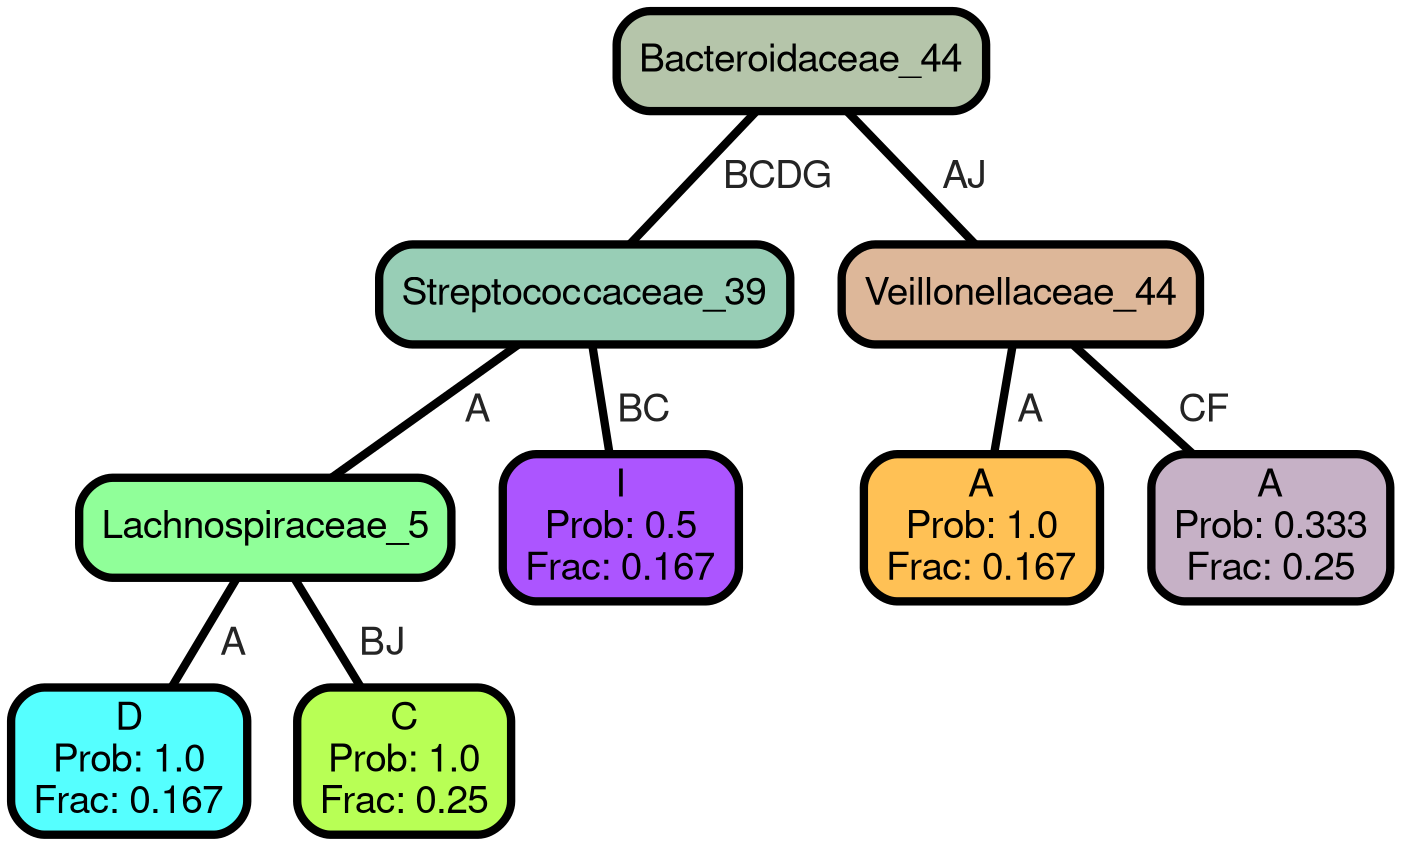 Bacteroidaceae_44
BCDG
AJ
Streptococcaceae_39
Veillonellaceae_44
A
BC
A
CF
Lachnospiraceae_5
I
Prob: 0.5
Frac: 0.167
A
Prob: 1.0
Frac: 0.167
A
Prob: 0.333
Frac: 0.25
A
BJ
D
Prob: 1.0
Frac: 0.167
C
Prob: 1.0
Frac: 0.25